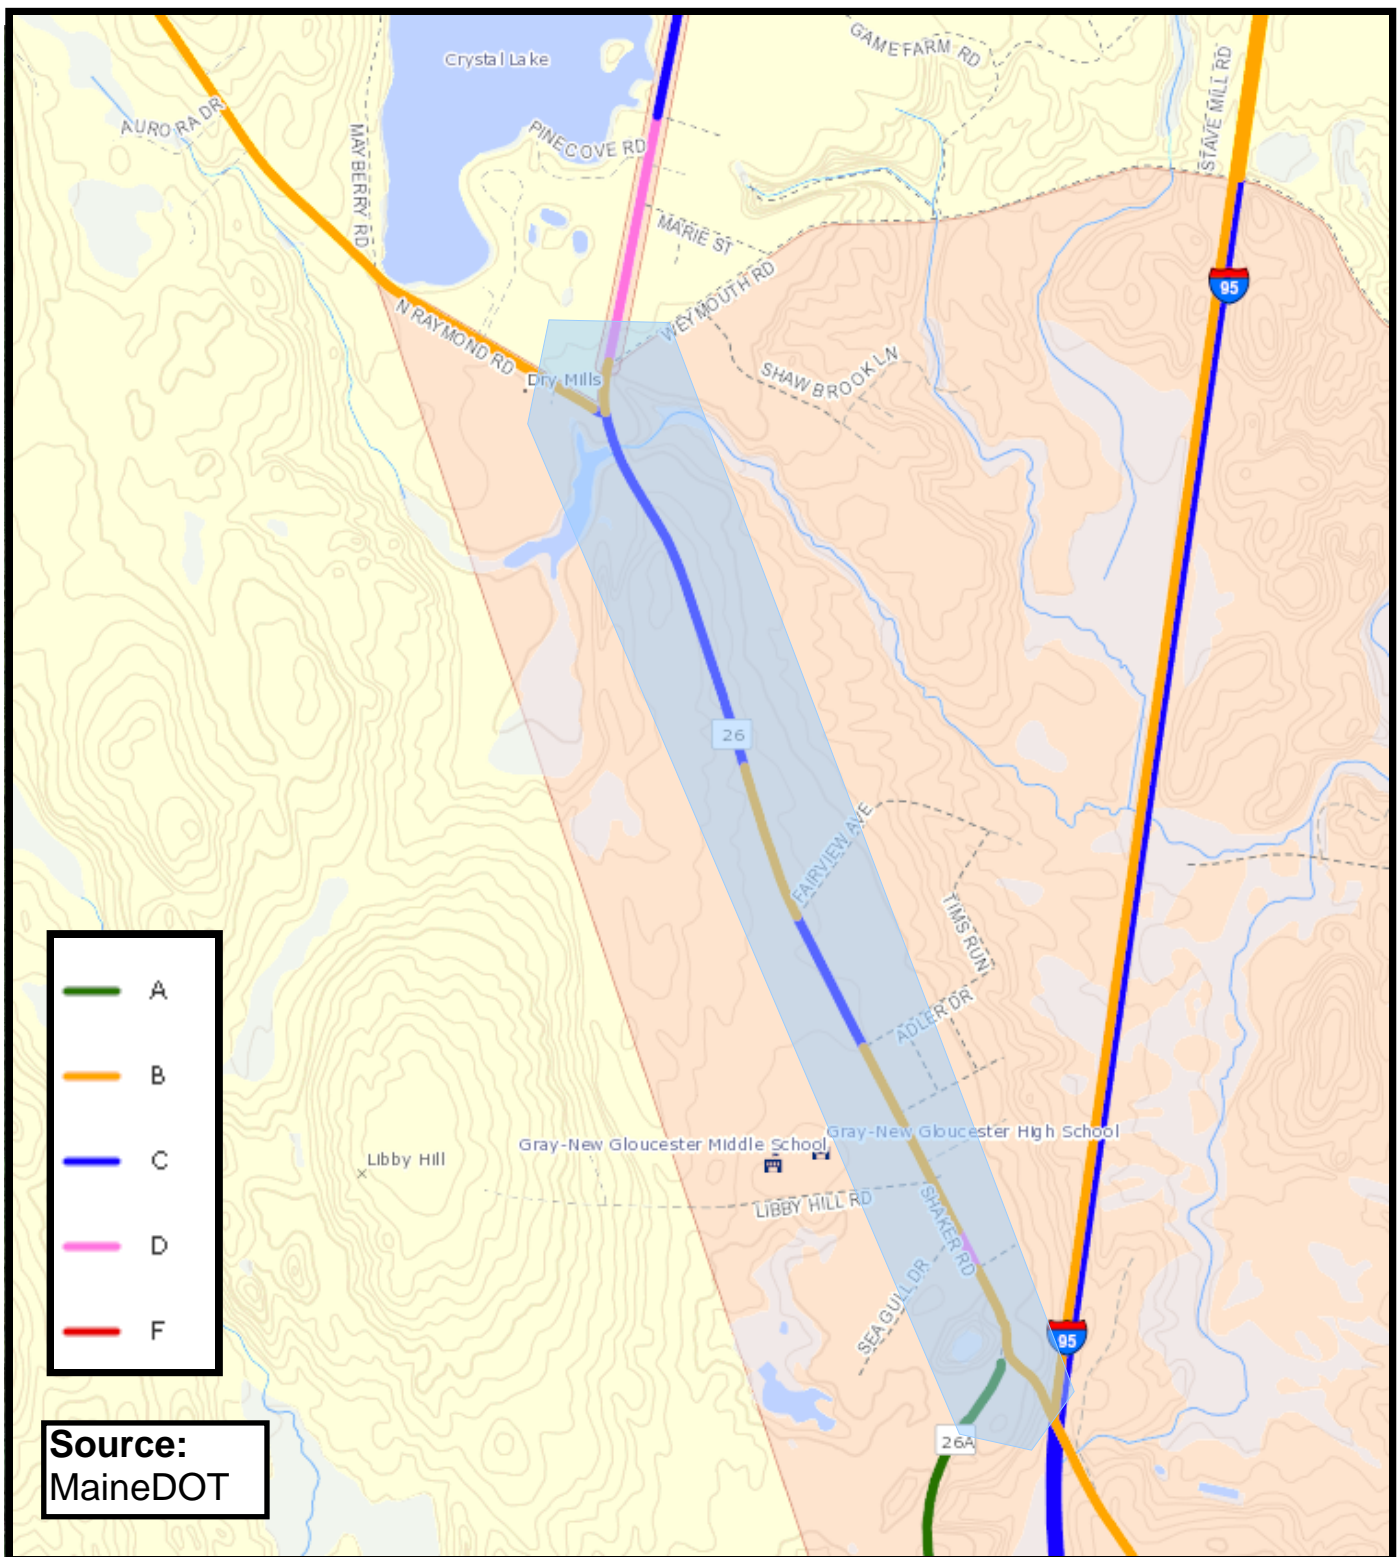 Crystal Lake
GAME FARM RD
STAVE MILL RD
AURORA DR
MAYBERRY RD
PINECOVE RD
MARIE ST
95
N RAYMOND RD
WEYMOUTH RD
Dry Mills
SHAW BROOK LN
26
FAIRVIEW AVE
TIMS RUN
ADLER DR
A
B
C
D
F
Gray-New Gloucester High School
Gray-New Gloucester Middle School
Libby Hill
LIBBY HILL RD
SHAKER RD
SEAGULL DR
95
26A
Source:
MaineDOT